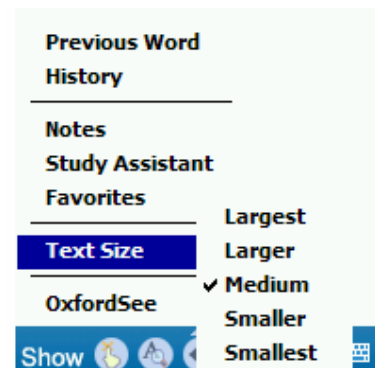 Previous Word
History
Notes
Study Assistant
Favorites
Text Size
OxfordSee
Show
Largest
Larger
Medium
Smaller
Smallest